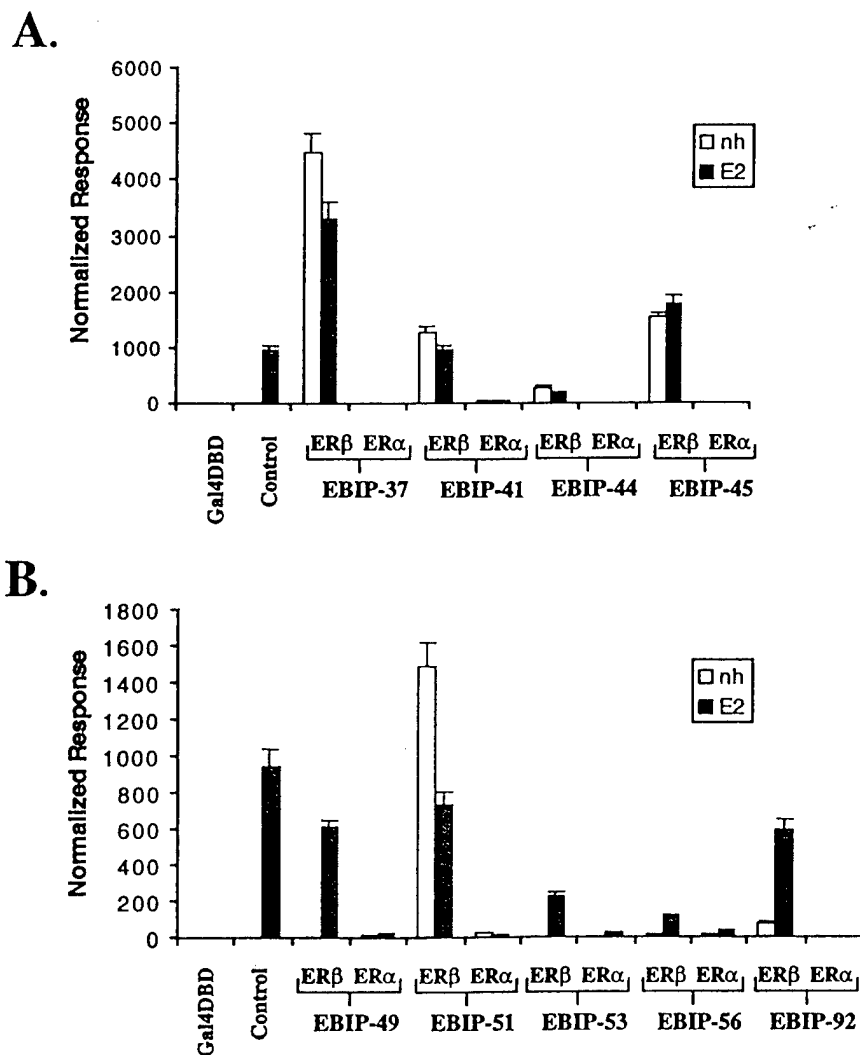 A.
6000
5000
4000
3000
2000
1000
0
Normalized Response
nh
E2
Gal4DBD
Control
ERβ ERα
ERβ ERα
ERβ ERα
ERβ ERα
EBIP-37
EBIP-41
EBIP-44
EBIP-45
B.
1800
1600
1400
1200
1000
800
600
400
200
0
Normalized Response
nh
E2
Gal4DBD
Control
ERβ ERα
ERβ ERα
ERβ ERα
ERβ ERα
ERβ ERα
EBIP-49
EBIP-51
EBIP-53
EBIP-56
EBIP-92